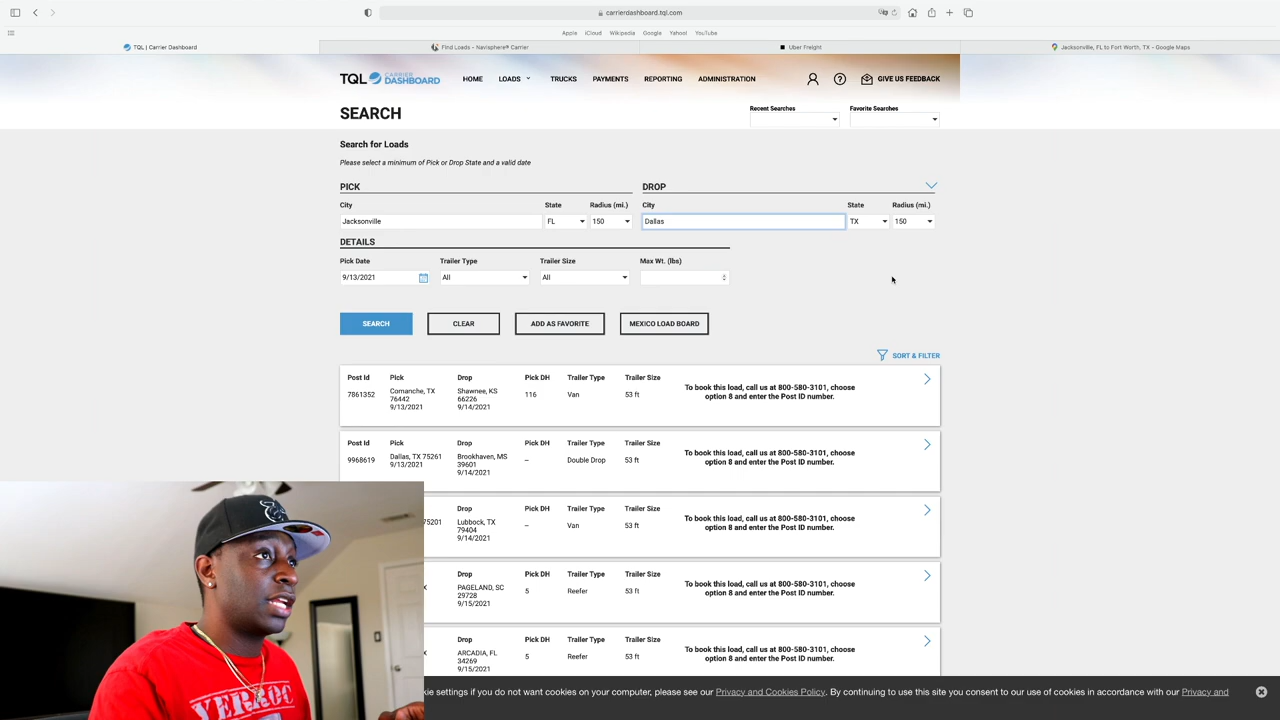 carrierdashboard.tql.com
Apple iCloud Wikipedia Google Yahoo YouTube
TQL | Carrier Dashboard
Find Loads - Navisphere® Carrier
Uber Freight
Jacksonville, FL to Fort Worth, TX - Google Maps
TQL CARRIER DASHBOARD
HOME LOADS TRUCKS PAYMENTS REPORTING ADMINISTRATION
GIVE US FEEDBACK
SEARCH
Recent Searches Favorite Searches
Search for Loads
Please select a minimum of Pick or Drop State and a valid date
PICK DROP
City State Radius (mi.) City State Radius (mi.)
Jacksonville FL 150 Dallas TX 150
DETAILS
Pick Date Trailer Type Trailer Size Max Wt. (lbs)
9/13/2021 All All
SEARCH CLEAR ADD AS FAVORITE MEXICO LOAD BOARD
SORT & FILTER
Post Id Pick Drop Pick DH Trailer Type Trailer Size
7861352 Comanche, TX 76442 9/13/2021 Shawnee, KS 66226 9/14/2021 116 Van 53 ft
To book this load, call us at 800-580-3101, choose
option 8 and enter the Post ID number.
Post Id Pick Drop Pick DH Trailer Type Trailer Size
9968619 Dallas, TX 75261 9/13/2021 Brookhaven, MS 39601 9/14/2021 -- Double Drop 53 ft
To book this load, call us at 800-580-3101, choose
option 8 and enter the Post ID number.
Drop Pick DH Trailer Type Trailer Size
75201 Lubbock, TX 79404 9/14/2021 -- Van 53 ft
To book this load, call us at 800-580-3101, choose
option 8 and enter the Post ID number.
Drop Pick DH Trailer Type Trailer Size
X PAGELAND, SC 29728 9/15/2021 5 Reefer 53 ft
To book this load, call us at 800-580-3101, choose
option 8 and enter the Post ID number.
Drop Pick DH Trailer Type Trailer Size
X ARCADIA, FL 34269 9/15/2021 5 Reefer 53 ft
To book this load, call us at 800-580-3101, choose
option 8 and enter the Post ID number.
kie settings if you do not want cookies on your computer, please see our Privacy and Cookies Policy. By continuing to use this site you consent to our use of cookies in accordance with our Privacy and